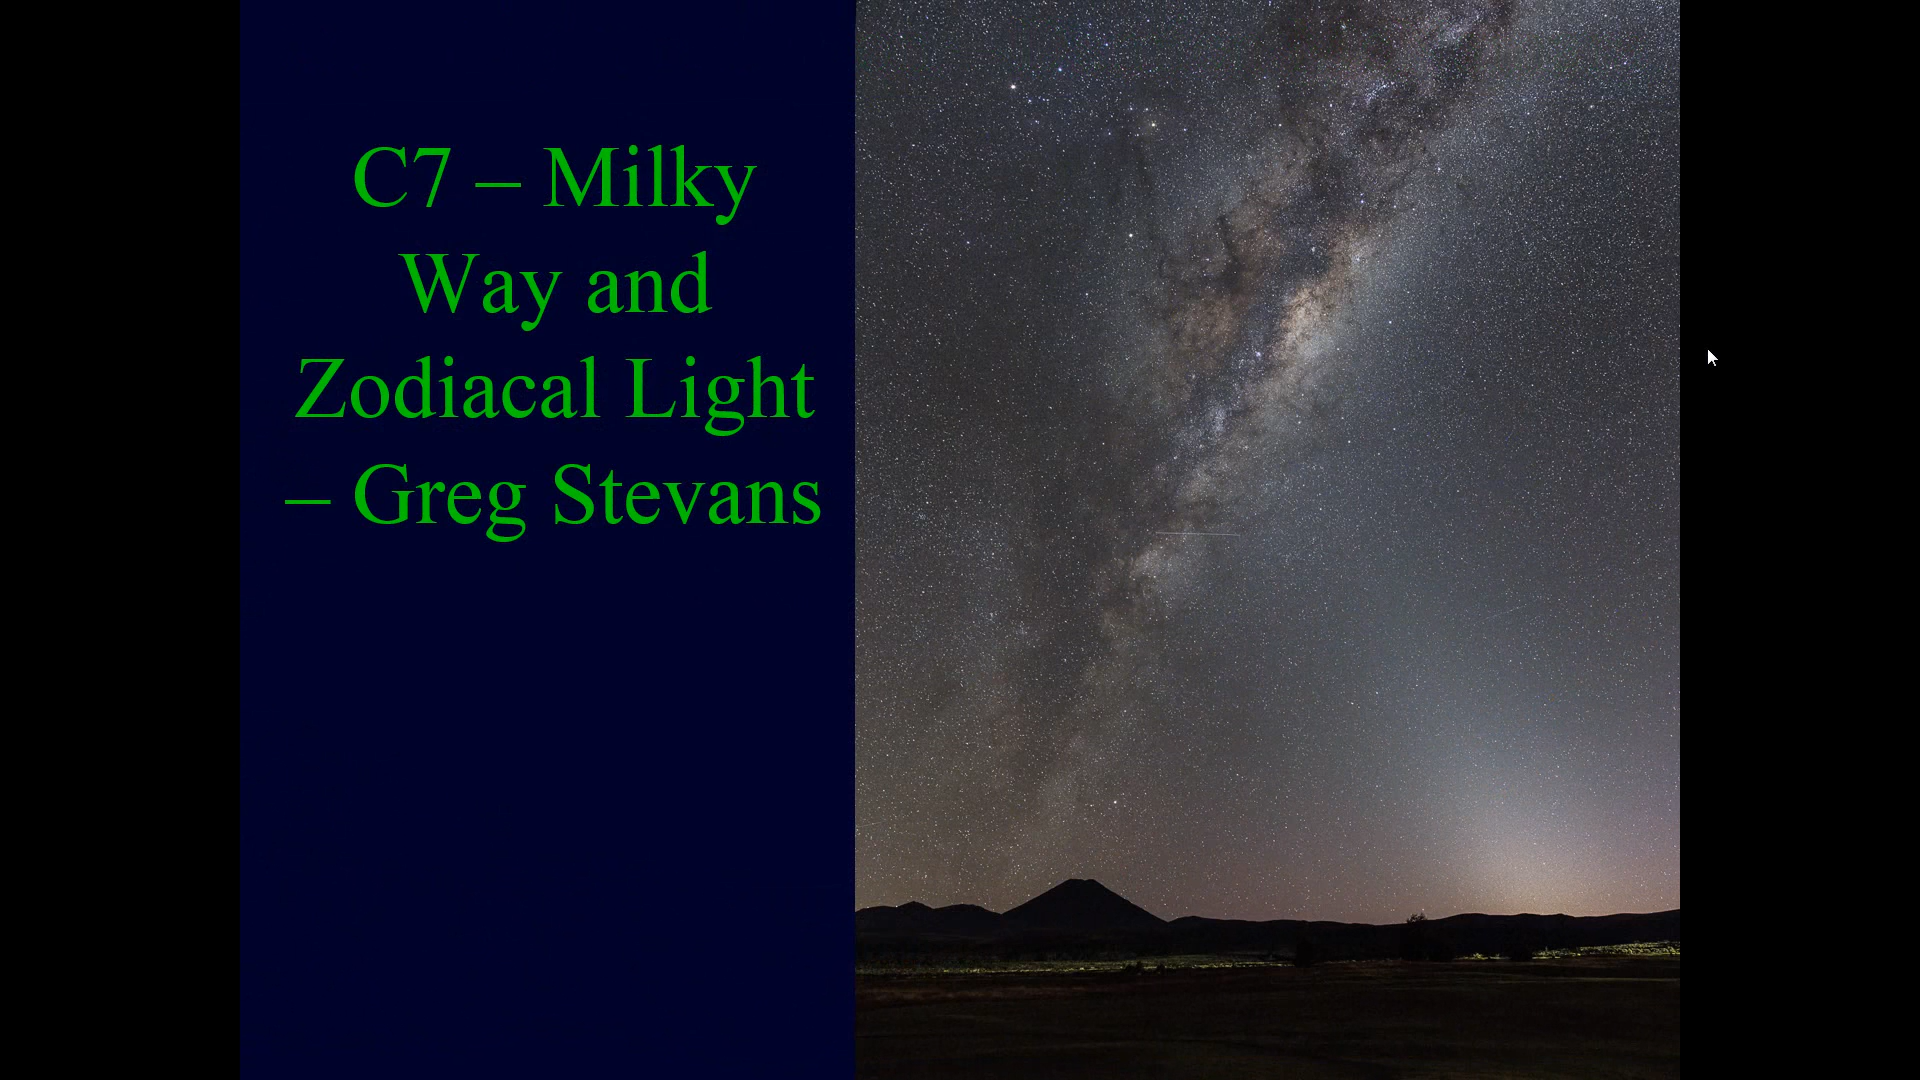 C7 – Milky
Way and
Zodiacal Light
– Greg Stevans